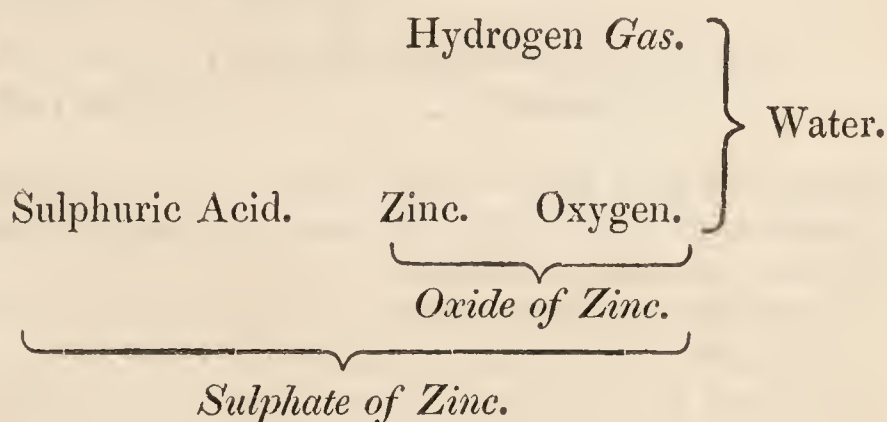 Hydrogen Gas.
Water.
Sulphuric Acid. Zinc. Oxygen.
Oxide of Zinc.
Sulphate of Zinc.